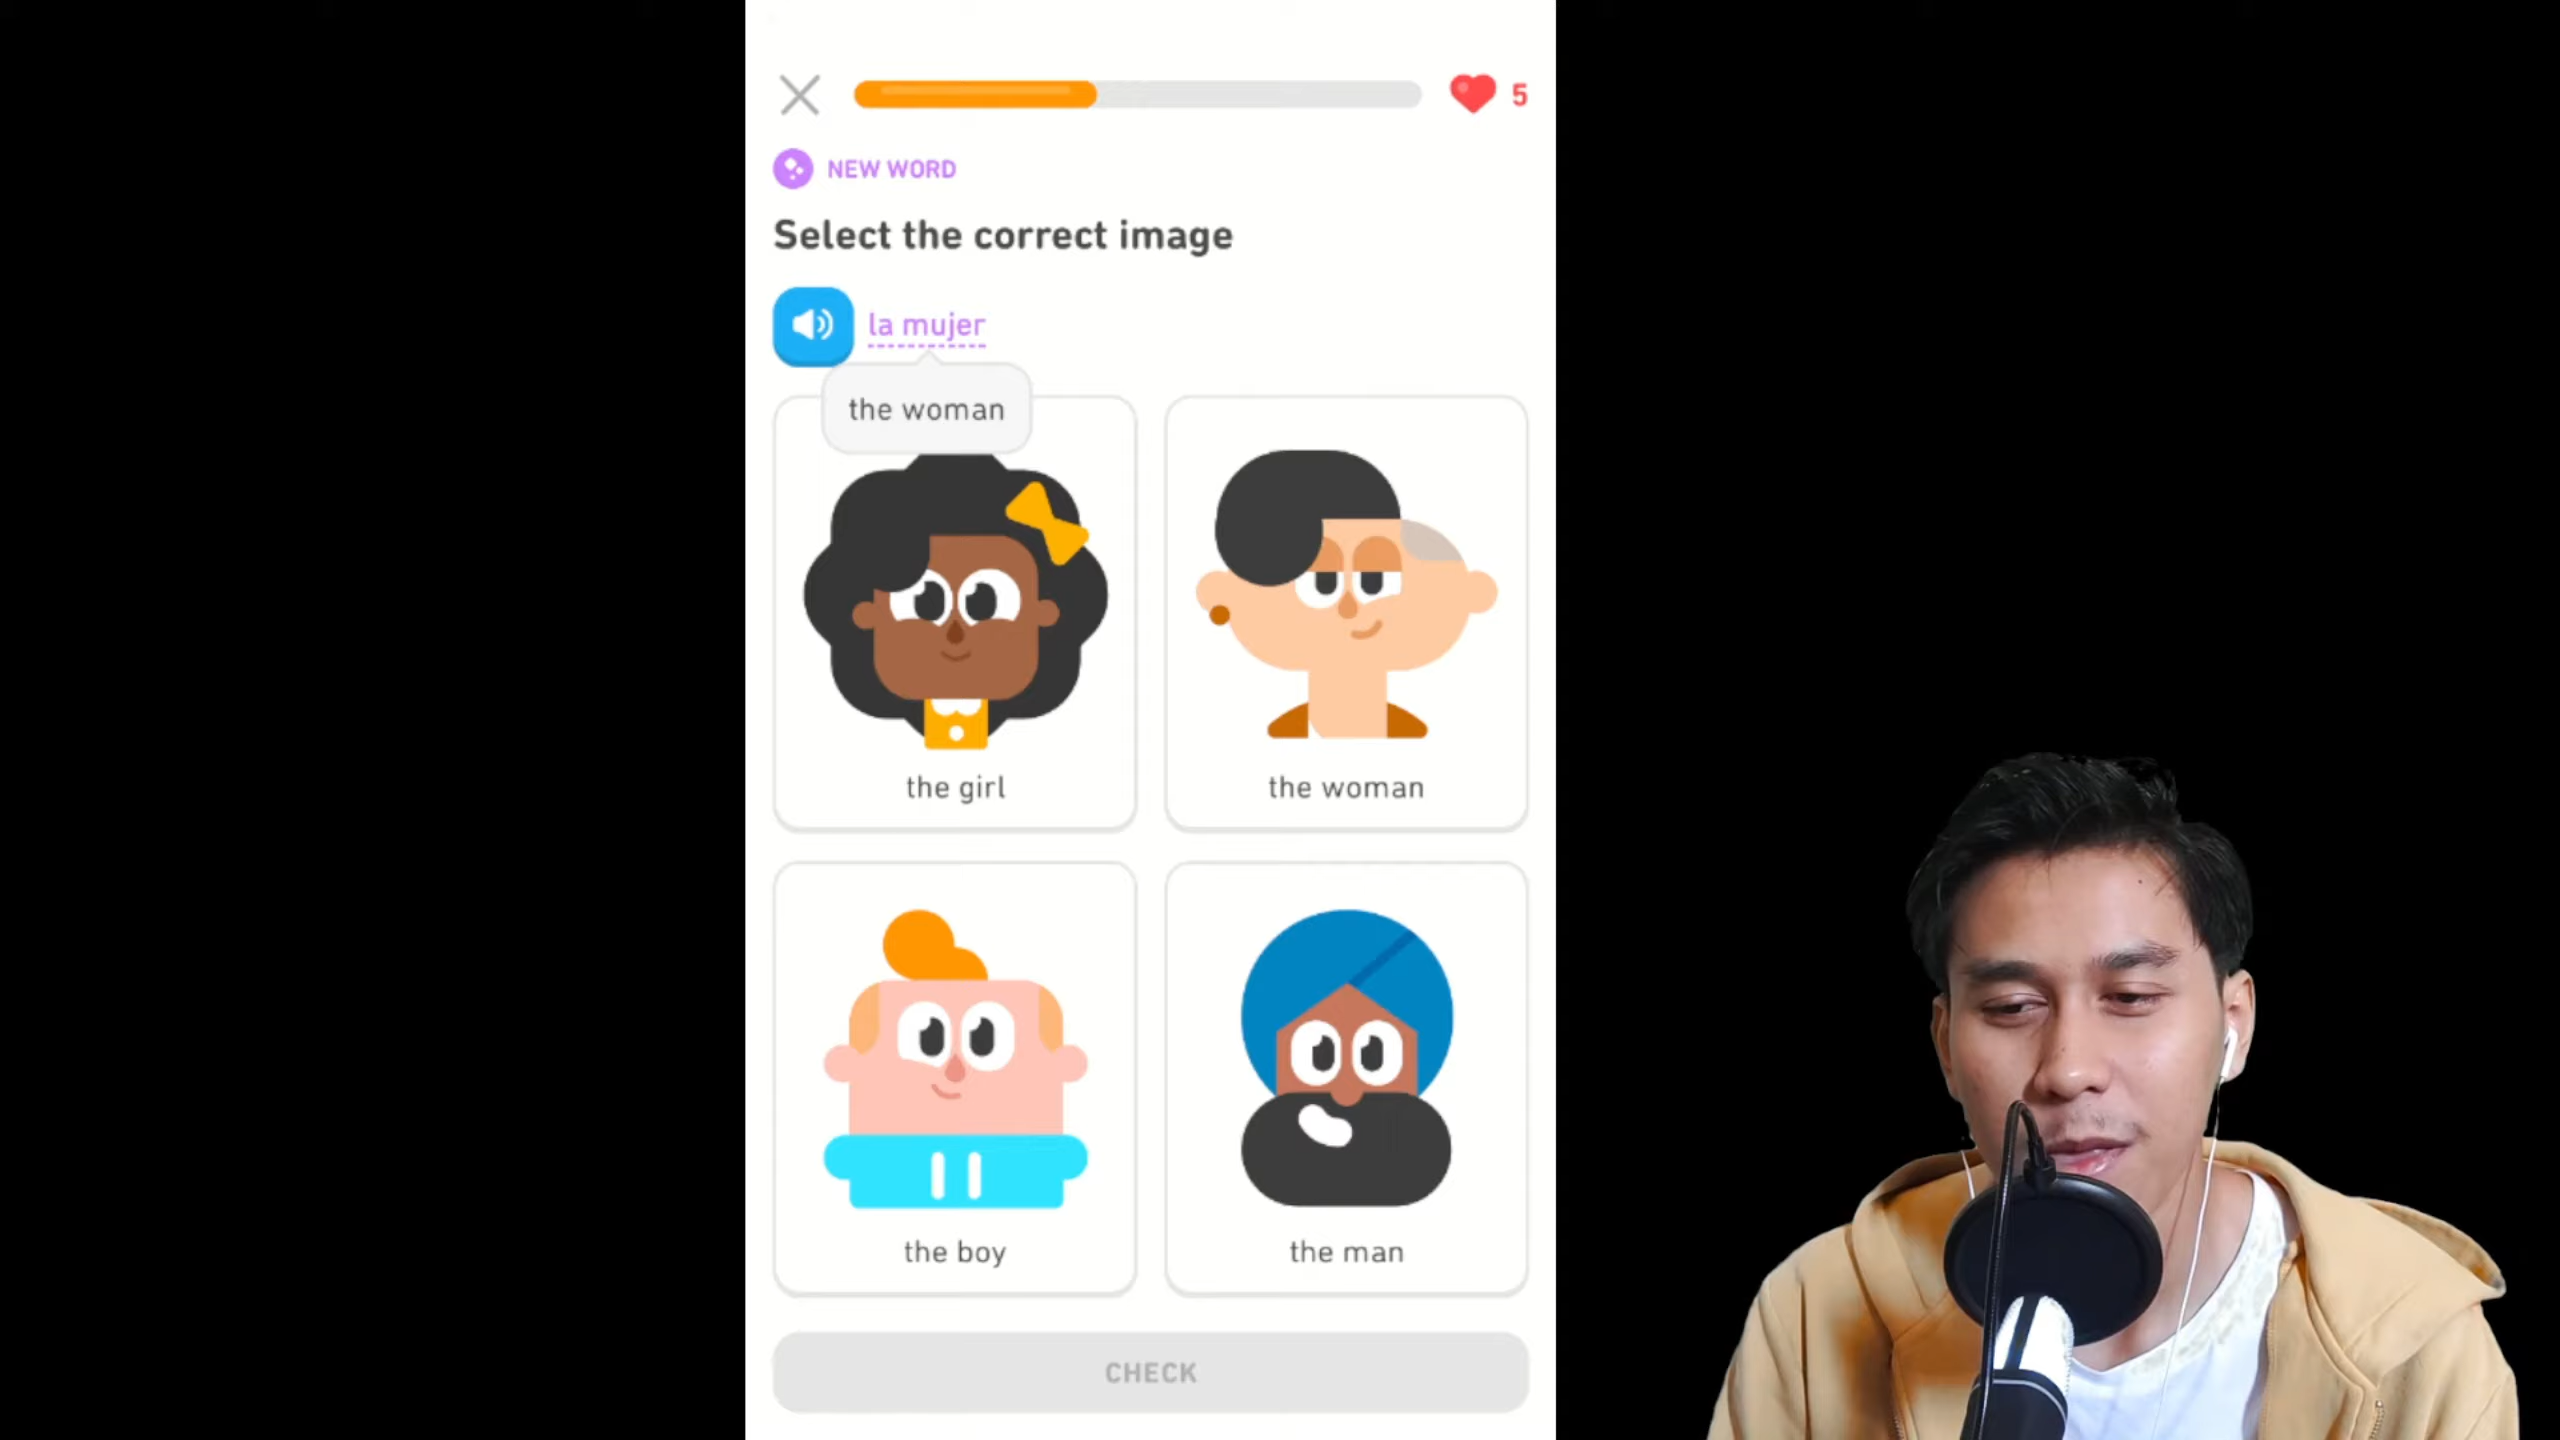 5
NEW WORD
Select the correct image
la mujer
the woman
the girl
the woman
the boy
the man
CHECK